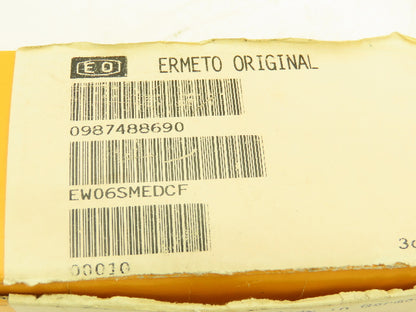 EO ERMETO ORIGINAL
0987488690
EW06SMEDCF
00010